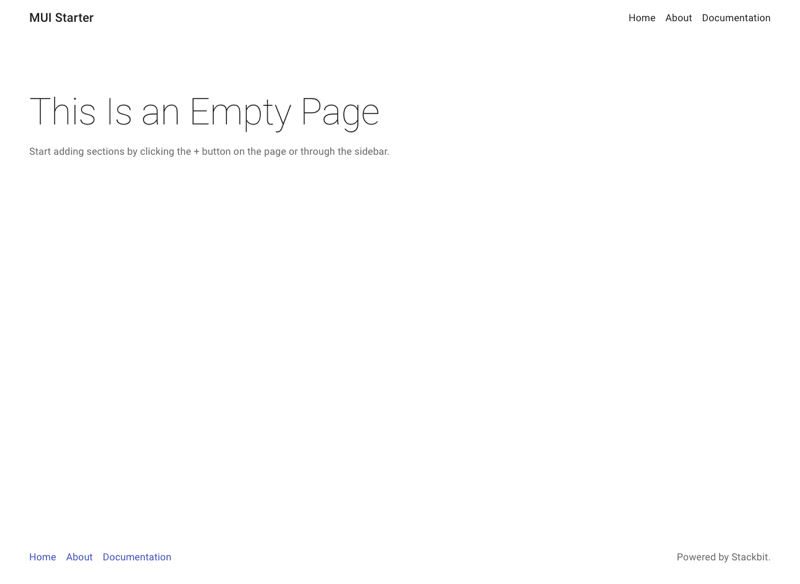 MUI Starter
Home About Documentation
This Is an Empty Page
Start adding sections by clicking the + button on the page or through the sidebar.
Home About Documentation
Powered by Stackbit.